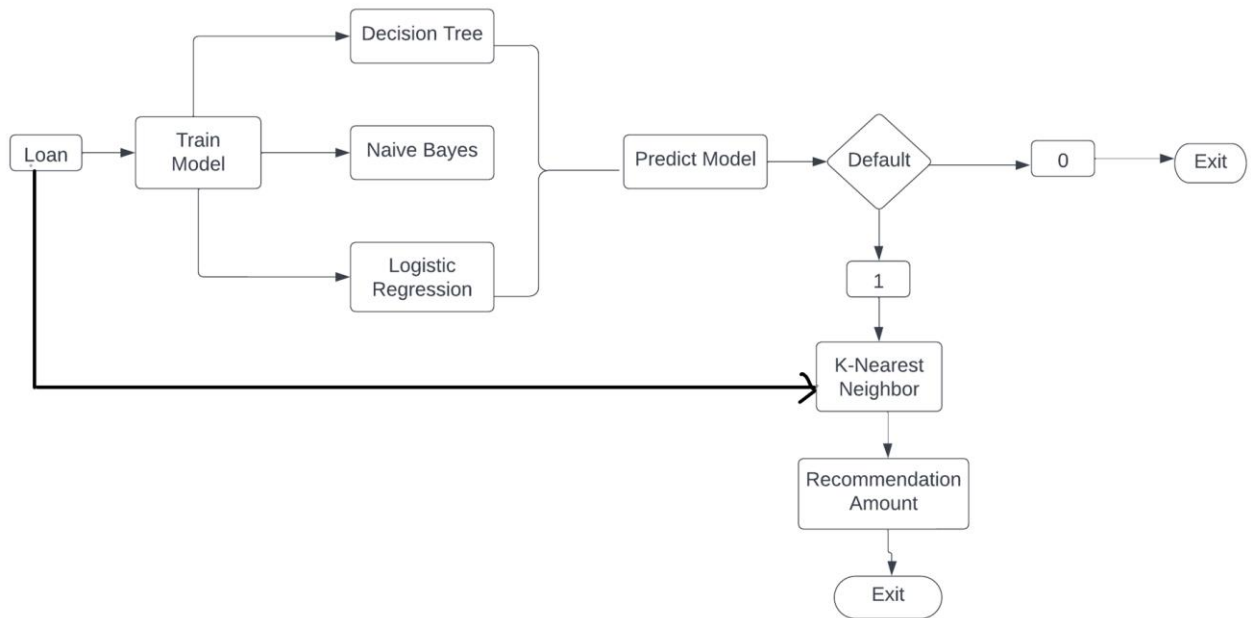 Decision Tree
Loan
Train
Model
Naive Bayes
Logistic
Regression
Predict Model
Default
0
Exit
1
K-Nearest
Neighbor
Recommendation
Amount
Exit